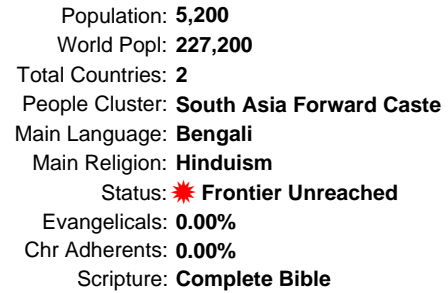 Population: 5,200
World Popl: 227,200
Total Countries: 2
People Cluster: South Asia Forward Caste
Main Language: Bengali
Main Religion: Hinduism
Status: Frontier Unreached
Evangelicals: 0.00%
Chr Adherents: 0.00%
Scripture: Complete Bible